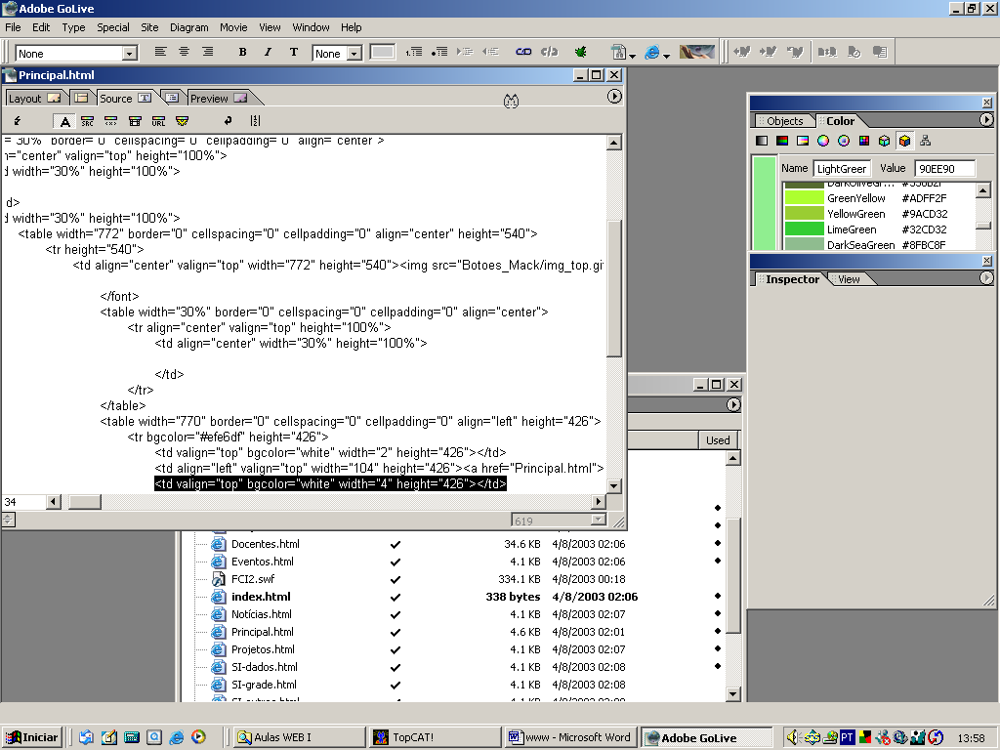 Adobe GoLive
File Edit Type Special Site Diagram Movie View Window Help
None B I T None
Principal.html
Layout Source Preview
A SRC <x> URL
= 30% border= 0 cellspacing= 0 cellpadding= 0 align= center >
="center" valign="top" height="100%">
d width="30%" height="100%">
d>
d width="30%" height="100%">
<table width="772" border="0" cellspacing="0" cellpadding="0" align="center" height="540">
<tr height="540">
<td align="center" valign="top" width="772" height="540"><img src="Botoes_Mack/img_top.gif
</font>
<table width="30%" border="0" cellspacing="0" cellpadding="0" align="center">
<tr align="center" valign="top" height="100%">
<td align="center" width="30%" height="100%">
</td>
</tr>
</table>
<table width="770" border="0" cellspacing="0" cellpadding="0" align="left" height="426">
<tr bgcolor="#efe6df" height="426">
<td valign="top" bgcolor="white" width="2" height="426"></td>
<td align="left" valign="top" width="104" height="426"><a href="Principal.html">
<td valign="top" bgcolor="white" width="4" height="426"></td>
34
619
Objects Color
Name LightGreer Value 90EE90
DarkOliveGr... #556B2F
GreenYellow #ADFF2F
YellowGreen #9ACD32
LimeGreen #32CD32
DarkSeaGreen #8FBC8F
Inspector View
Used
Docentes.html 34.6 KB 4/8/2003 02:06
Eventos.html 4.1 KB 4/8/2003 02:06
FCI2.swf 334.1 KB 4/8/2003 00:18
index.html 338 bytes 4/8/2003 02:06
Notícias.html 4.1 KB 4/8/2003 02:07
Principal.html 4.6 KB 4/8/2003 02:01
Projetos.html 4.1 KB 4/8/2003 02:07
SI-dados.html 4.1 KB 4/8/2003 02:08
SI-grade.html 4.1 KB 4/8/2003 02:08
Iniciar Aulas WEB I TopCAT! www - Microsoft Word Adobe GoLive PT 13:58